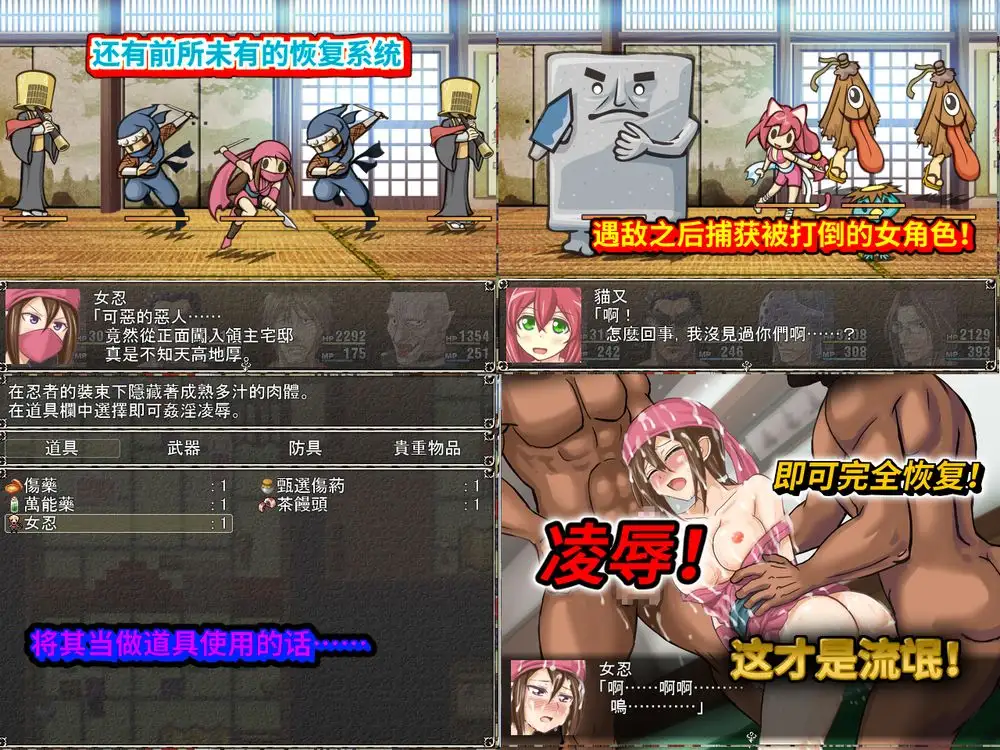 还有前所未有的恢复系统
女忍
「可惡的惡人……
竟然從正面闖入領主宅邸
真是不知天高地厚。
HP 2292
MP 175
HP 1354
MP 251
遇敌之后捕获被打倒的女角色!
貓又
「啊!
怎麼回事, 我沒見過你們啊……?
242
MP 246
MP 308
HP 2129
MP 393
在忍者的裝束下隱藏著成熟多汁的肉體。
在道具欄中選擇即可姦淫凌辱。
道具 武器 防具 貴重物品
傷藥 : 1 甄選傷药 : 1
萬能藥 : 1 茶饅頭 : 1
女忍 : 1
将其当做道具使用的话……
即可完全恢复!
凌辱!
这才是流氓!
女忍
「啊……啊啊………
嗚…………」